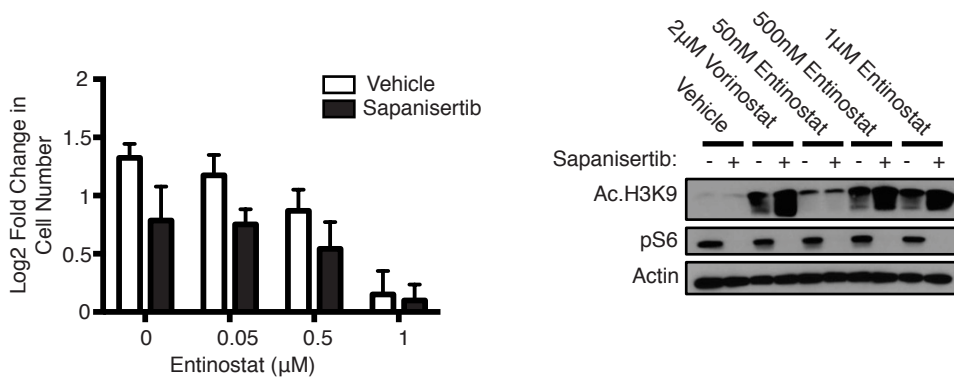 2
1.5
1
0.5
0
Log2 Fold Change in
Cell Number
Vehicle
Sapanisertib
0 0.05 0.5 1
Entinostat (µM)
Vehicle
2µM Vorinostat
50nM Entinostat
500nM Entinostat
1µM Entinostat
Sapanisertib: - + - + - + - + - +
Ac.H3K9
pS6
Actin